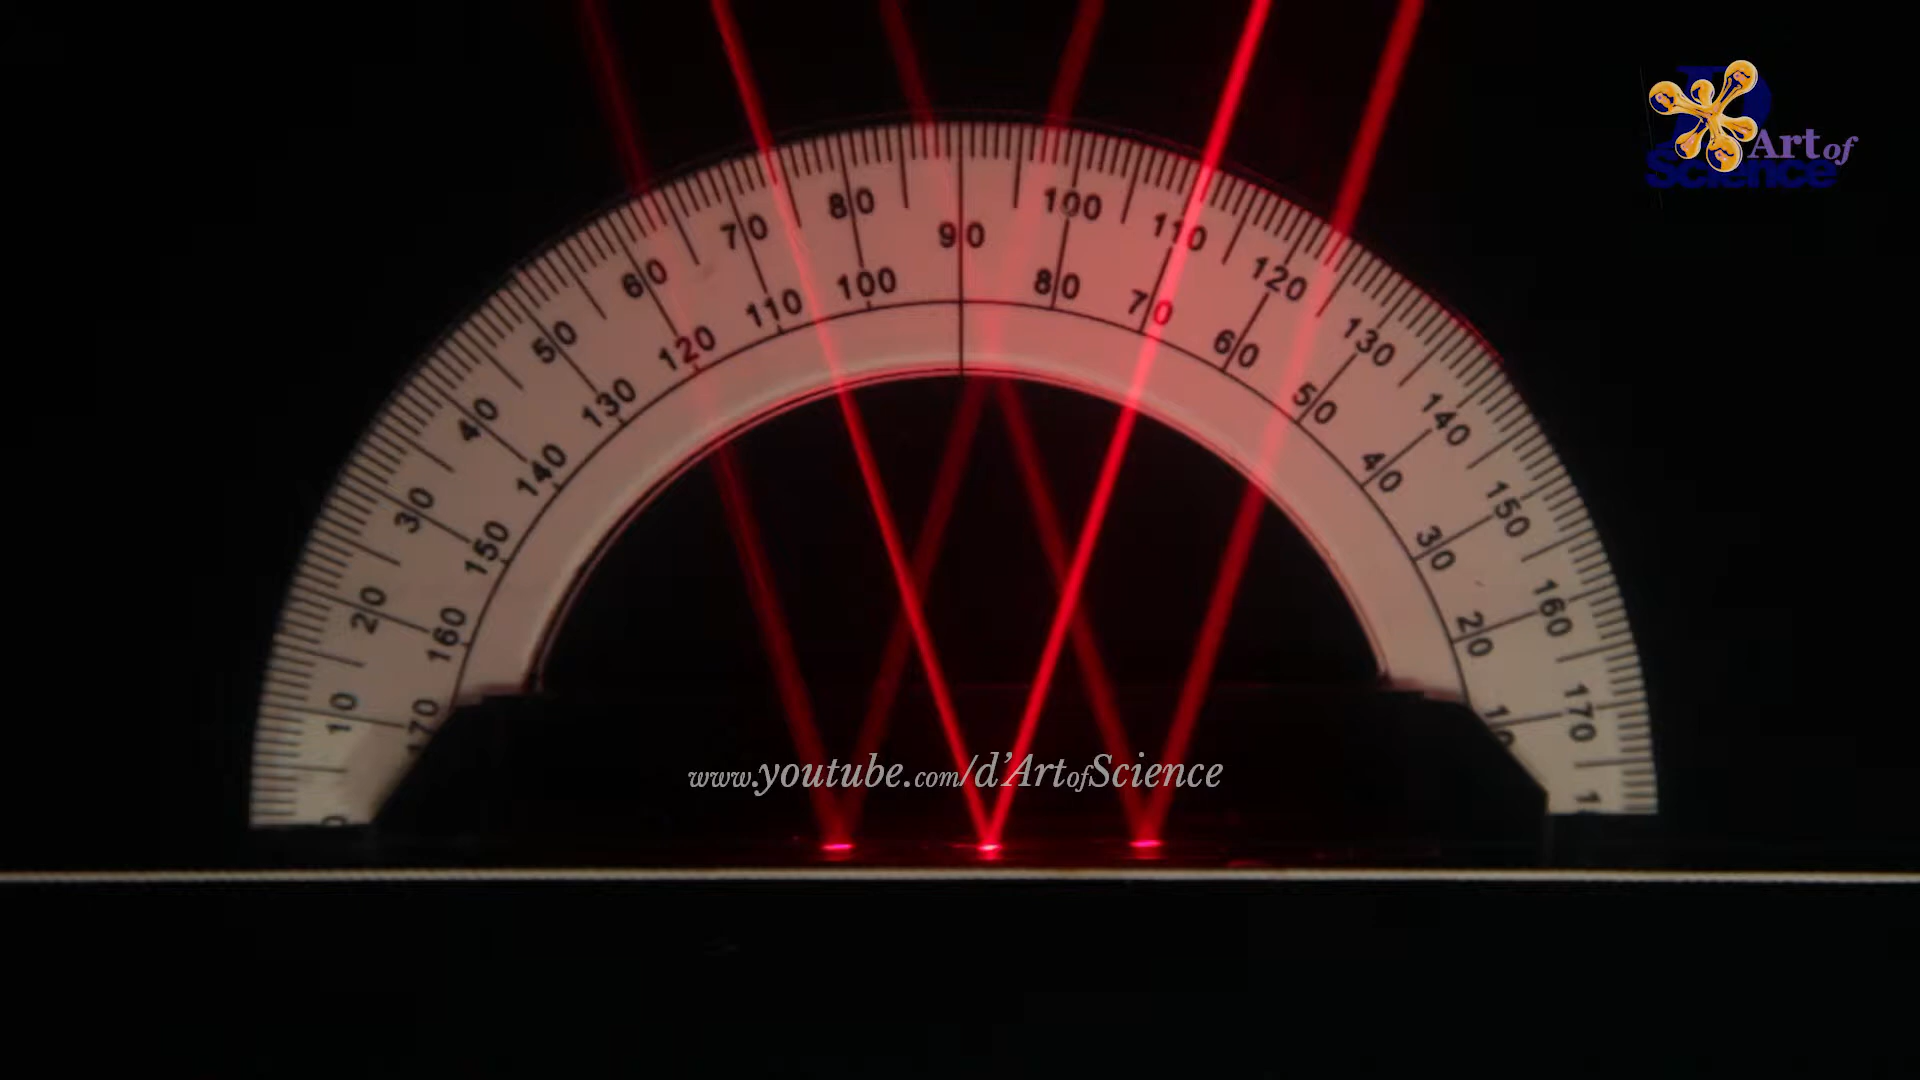 D
Art of
Science
10 20 30 40 50 60 70 80 90 100 110 120 130 140 150 160 170
170 160 150 140 130 120 110 100 80 70 60 50 40 30 20 10
www.youtube.com/d'ArtofScience